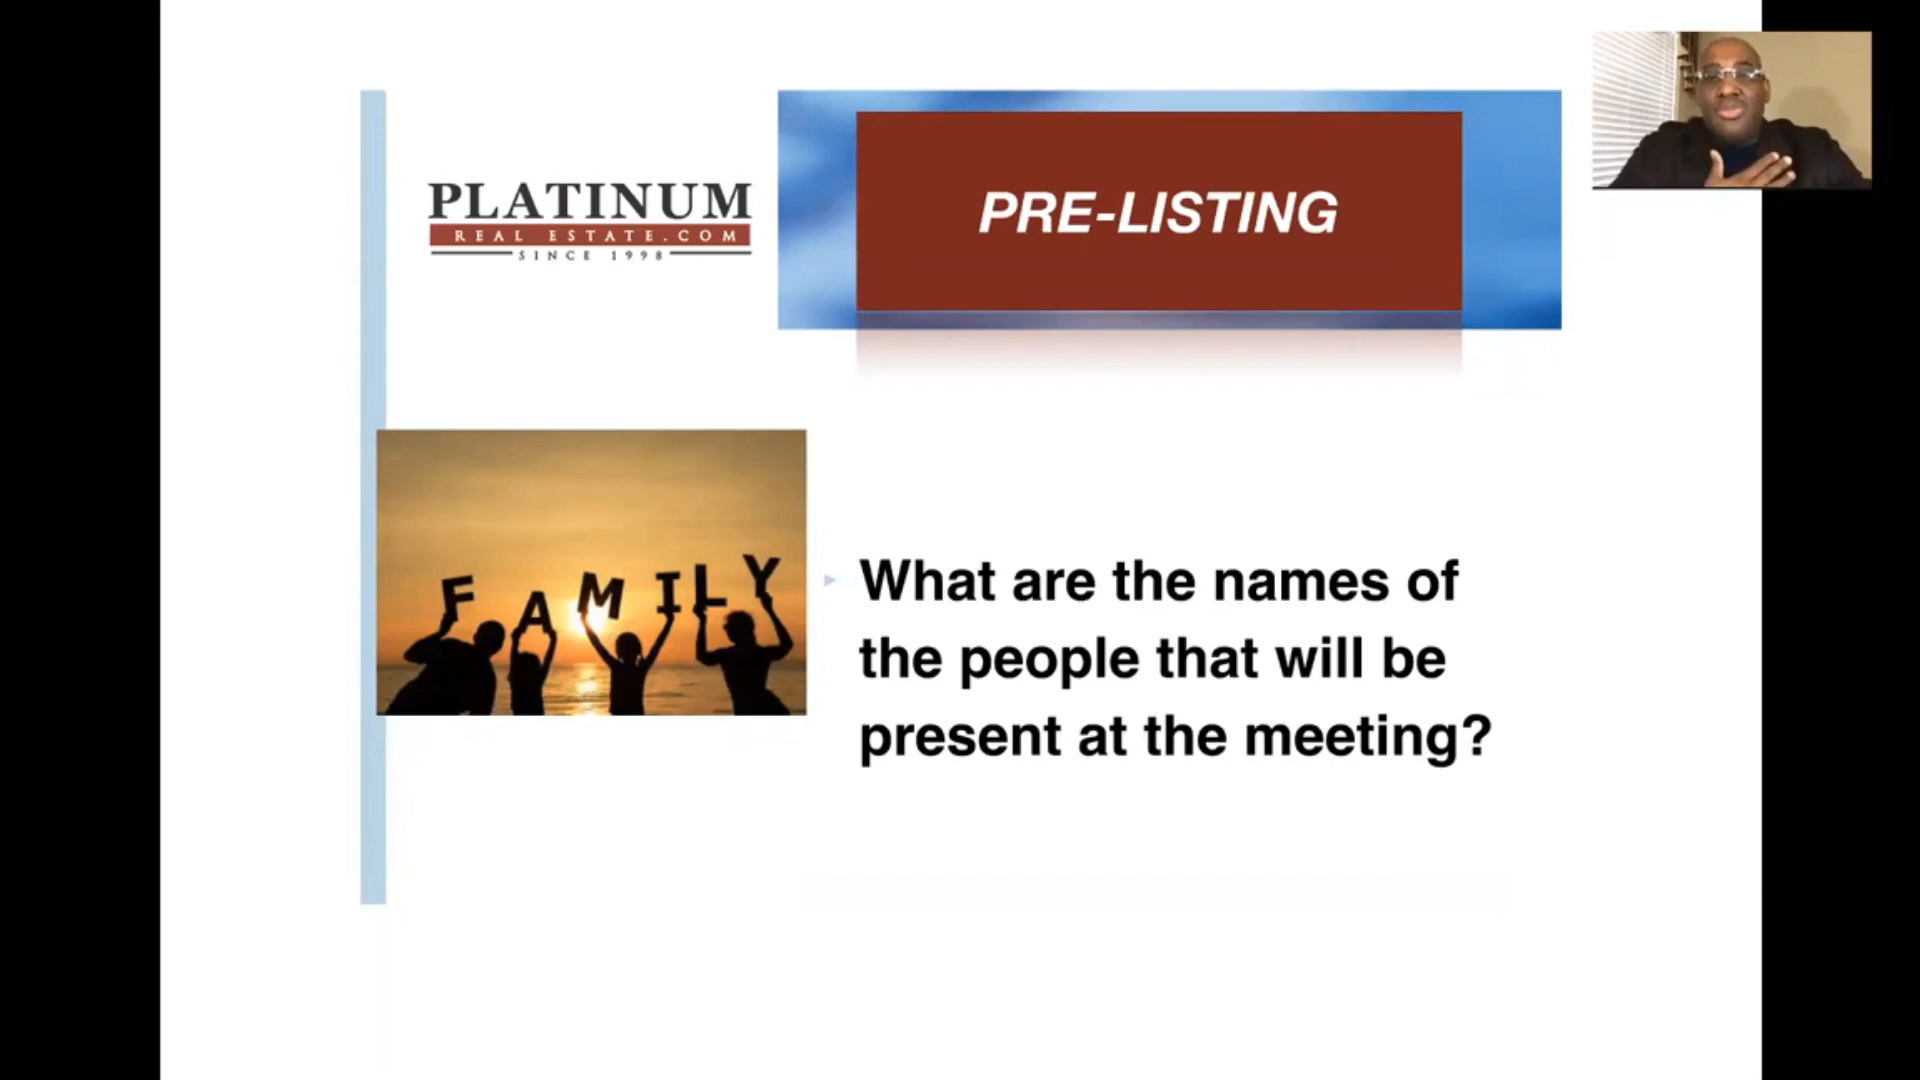 PLATINUM
REAL ESTATE.COM
SINCE 1998
PRE-LISTING
FAMILY
What are the names of
the people that will be
present at the meeting?